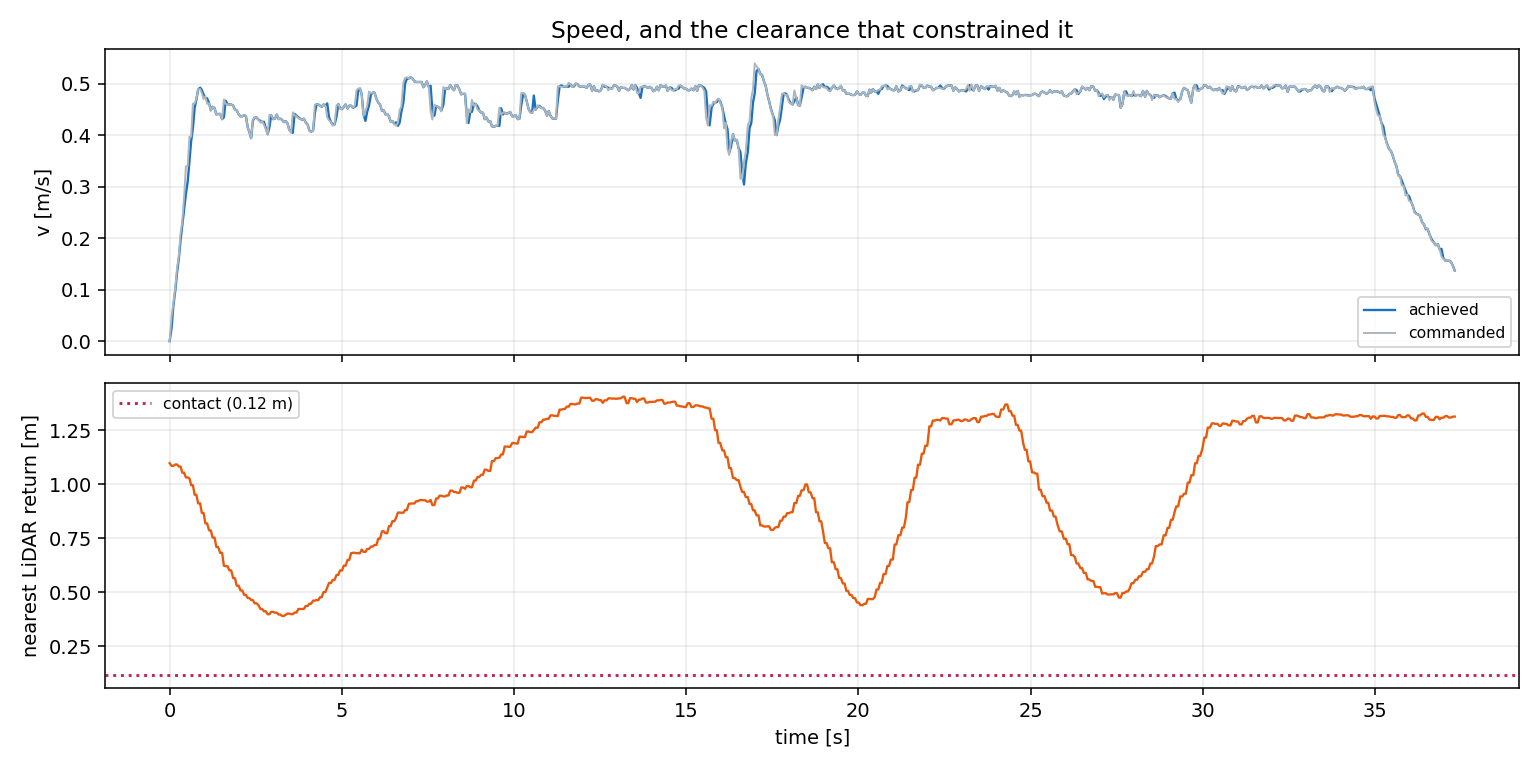 Speed, and the clearance that constrained it
v [m/s]
0.5
0.4
0.3
0.2
0.1
0.0
achieved
commanded
nearest LiDAR return [m]
contact (0.12 m)
1.25
1.00
0.75
0.50
0.25
0 5 10 15 20 25 30 35
time [s]